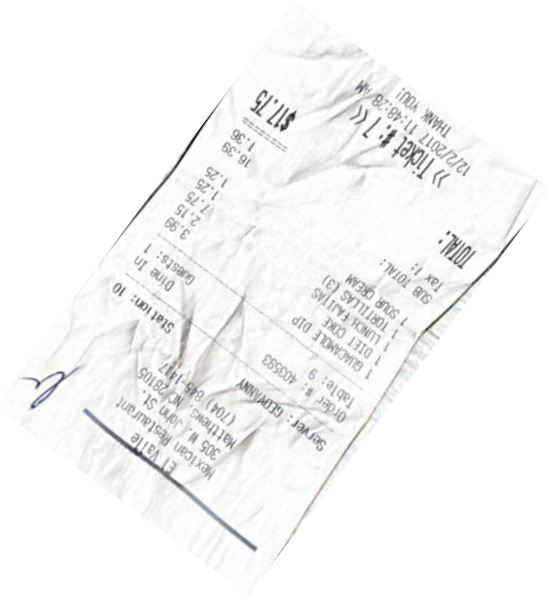 El Valle
Mexican Restaurant
305 W. John St.
Matthews, NC 28105
(704) 845-1417
Server: GEOVANNY Station: 10
Order #: 403593 Dine In
Table: 9 Guests: 1
1 GUACAMOLE DIP 3.99
1 DIET COKE 2.15
1 LUNCH FAJITAS 7.75
1 TORTILLAS (3) 1.25
1 SOUR CREAM 1.25
SUB TOTAL: 16.39
Tax 1: 1.36
TOTAL: $17.75
>> Ticket #: 7 <<
12/2/2017 11:48:28 AM
THANK YOU!